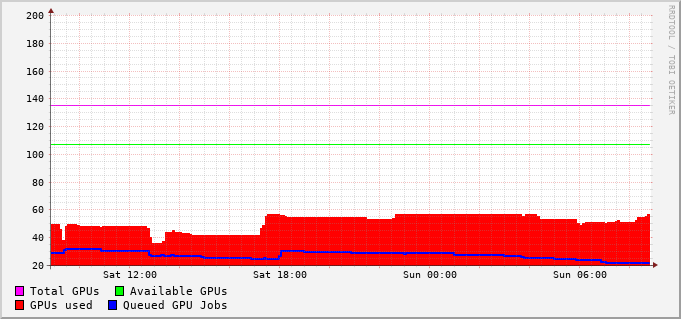 RRDTOOL / TOBI OETIKER
200
180
160
140
120
100
80
60
40
20
Sat 12:00 Sat 18:00 Sun 00:00 Sun 06:00
Total GPUs Available GPUs
GPUs used Queued GPU Jobs